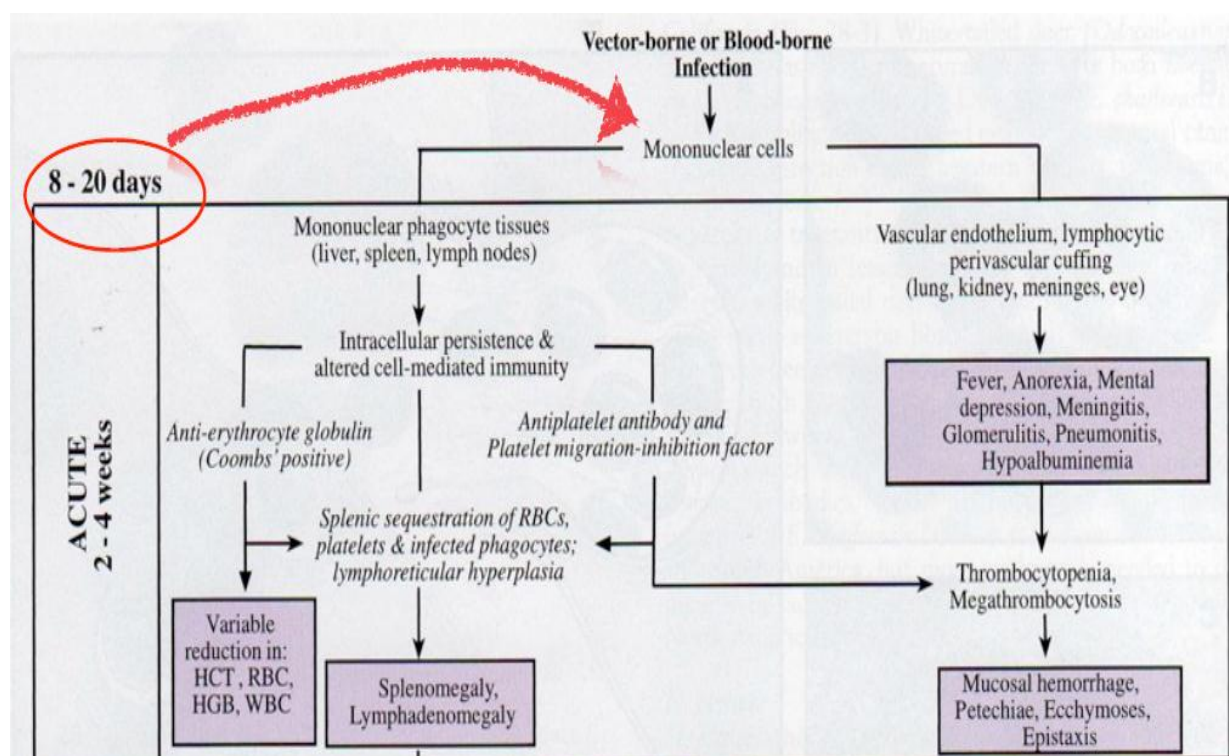 Vector-borne or Blood-borne
Infection
Mononuclear cells
8 - 20 days
ACUTE
2 - 4 weeks
Mononuclear phagocyte tissues
(liver, spleen, lymph nodes)
Vascular endothelium, lymphocytic
perivascular cuffing
(lung, kidney, meninges, eye)
Intracellular persistence &
altered cell-mediated immunity
Fever, Anorexia, Mental
depression, Meningitis,
Glomerulitis, Pneumonitis,
Hypoalbuminemia
Anti-erythrocyte globulin
(Coombs' positive)
Antiplatelet antibody and
Platelet migration-inhibition factor
Splenic sequestration of RBCs,
platelets & infected phagocytes;
lymphoreticular hyperplasia
Thrombocytopenia,
Megathrombocytosis
Variable
reduction in:
HCT , RBC,
HGB, WBC
Splenomegaly,
Lymphadenomegaly
Mucosal hemorrhage,
Petechiae, Ecchymoses,
Epistaxis